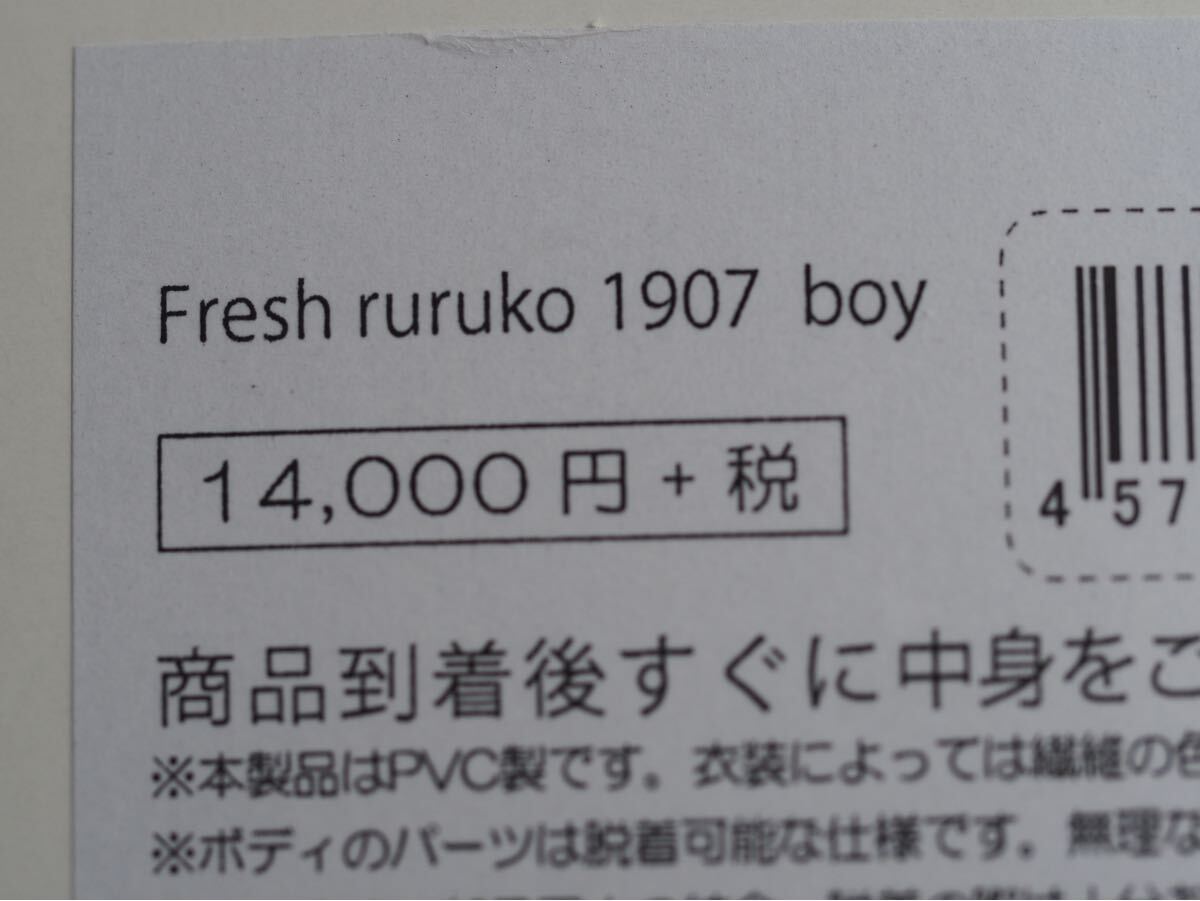 Fresh ruruko 1907 boy
14,000 円 + 税
4 57
商品到着後すぐに中身をご
※本製品はPVC製です。衣装によっては繊維の色
※ボディのパーツは脱着可能な仕様です。無理な